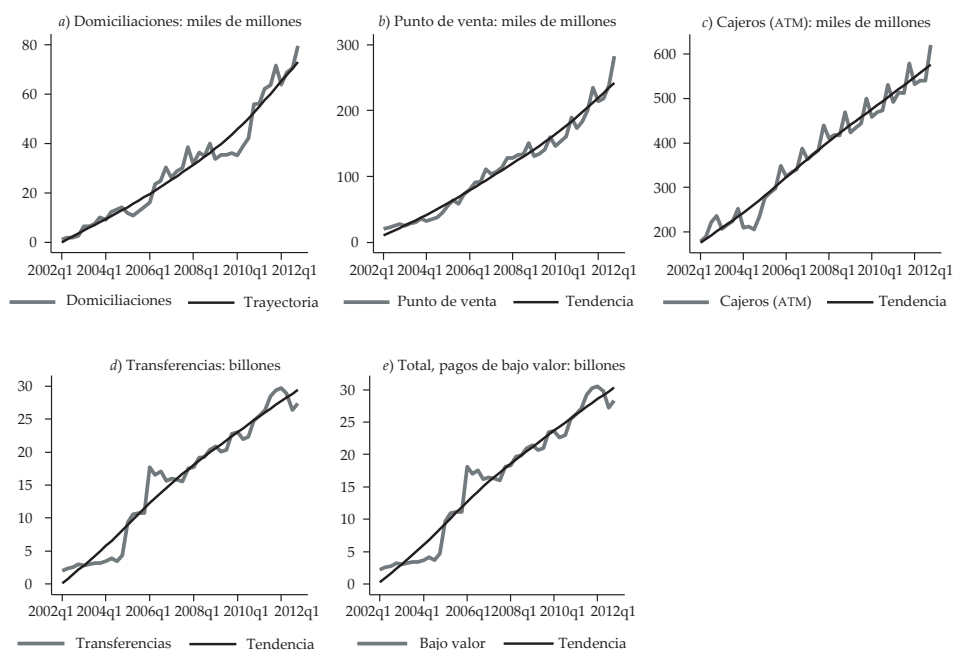 a) Domiciliaciones: miles de millones
80
60
40
20
0
2002q1 2004q1 2006q1 2008q1 2010q1 2012q1
Domiciliaciones Trayectoria
b) Punto de venta: miles de millones
300
200
100
0
2002q1 2004q1 2006q1 2008q1 2010q1 2012q1
Punto de venta Tendencia
c) Cajeros (ATM): miles de millones
600
500
400
300
200
2002q1 2004q1 2006q1 2008q1 2010q1 2012q1
Cajeros (ATM) Tendencia
d) Transferencias: billones
30
25
20
15
10
5
0
2002q1 2004q1 2006q1 2008q1 2010q1 2012q1
Transferencias Tendencia
e) Total, pagos de bajo valor: billones
30
25
20
15
10
5
0
2002q1 2004q1 2006q1 2008q1 2010q1 2012q1
Bajo valor Tendencia